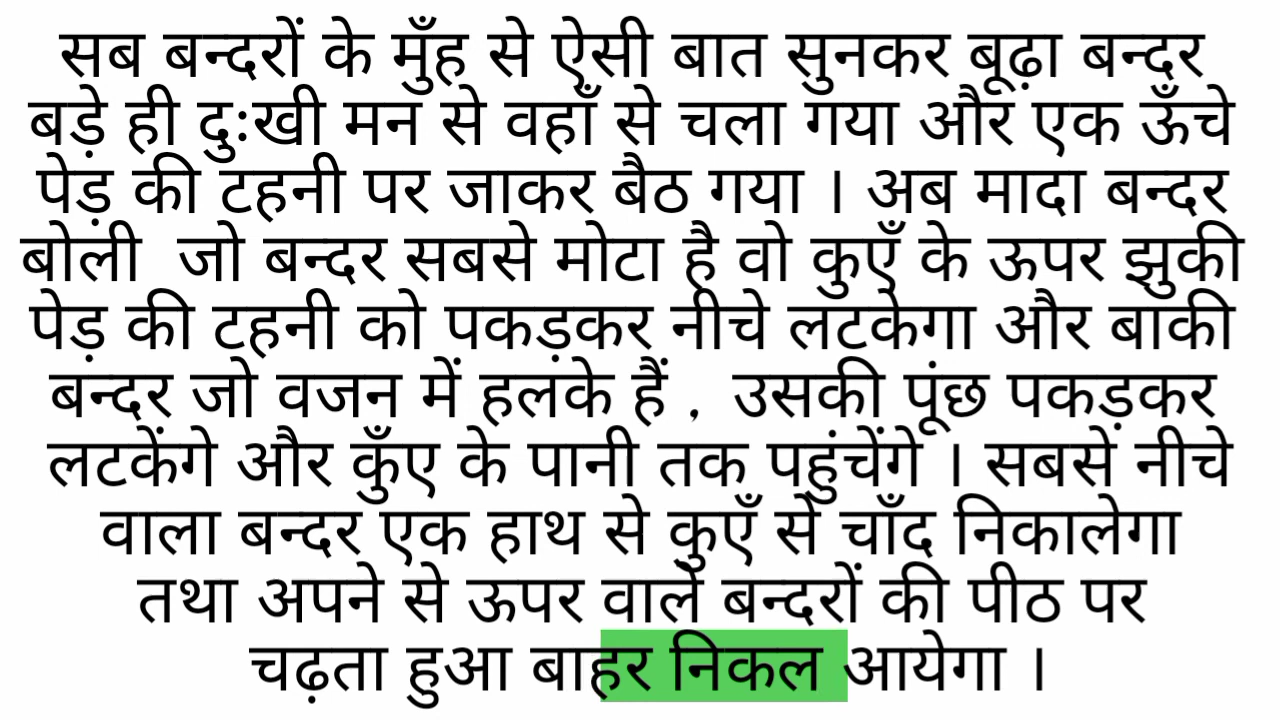 सब बन्दरों के मुँह से ऐसी बात सुनकर बूढ़ा बन्दर
बड़े ही दुःखी मन से वहाँ से चला गया और एक ऊँचे
पेड़ की टहनी पर जाकर बैठ गया । अब मादा बन्दर
बोली  जो बन्दर सबसे मोटा है वो कुएँ के ऊपर झुकी
पेड़ की टहनी को पकड़कर नीचे लटकेगा और बाकी
बन्दर जो वजन में हलके हैं ,  उसकी पूंछ पकड़कर
लटकेंगे और कुँए के पानी तक पहुंचेंगे । सबसे नीचे
वाला बन्दर एक हाथ से कुएँ से चाँद निकालेगा
तथा अपने से ऊपर वाले बन्दरों की पीठ पर
चढ़ता हुआ बाहर निकल आयेगा ।